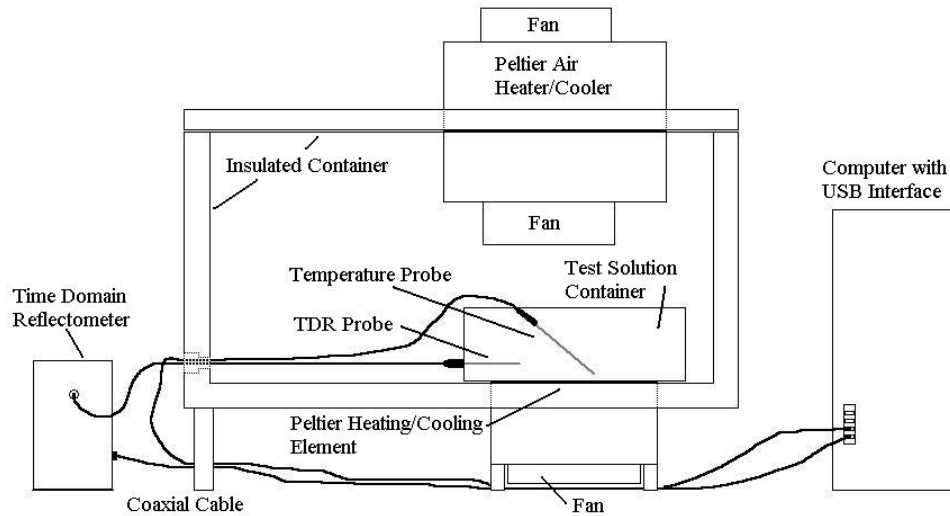 Fan
Peltier Air
Heater/Cooler
Insulated Container
Computer with
USB Interface
Fan
Temperature Probe
Test Solution
Container
Time Domain
Reflectometer
TDR Probe
Peltier Heating/Cooling
Element
Coaxial Cable
Fan